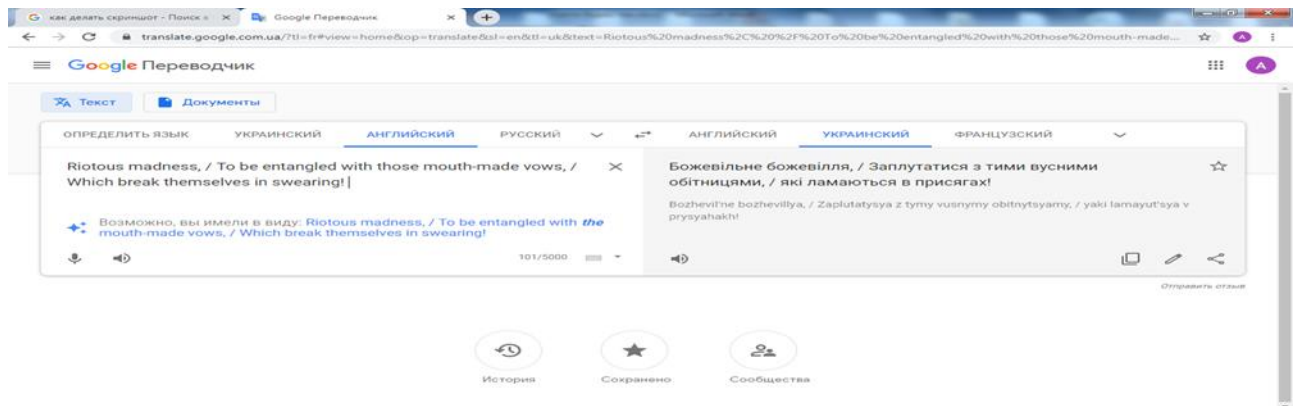 как делать скриншот - Поиск в
Google Переводчик
translate.google.com.ua/?tl=fr#view=home&op=translate&sl=en&tl=uk&text=Riotous%20madness%2C%20%2F%20To%20be%20entangled%20with%20those%20mouth-made...
Google Переводчик
A
A
Текст
Документы
ОПРЕДЕЛИТЬ ЯЗЫК УКРАИНСКИЙ АНГЛИЙСКИЙ РУССКИЙ
АНГЛИЙСКИЙ УКРАИНСКИЙ ФРАНЦУЗСКИЙ
Riotous madness, / To be entangled with those mouth-made vows, /
Which break themselves in swearing!
Возможно, вы имели в виду: Riotous madness, / To be entangled with the
mouth-made vows, / Which break themselves in swearing!
101/5000
Божевільне божевілля, / Заплутатися з тими вусними
обітницями, / які ламаються в присягах!
Bozhevilʹne bozhevillya, / Zaplutatysya z tymy vusnymy obitnytsyamy, / yaki lamayutʹsya v
prysyahakh!
Отправить отзыв
История
Сохранено
Сообщества